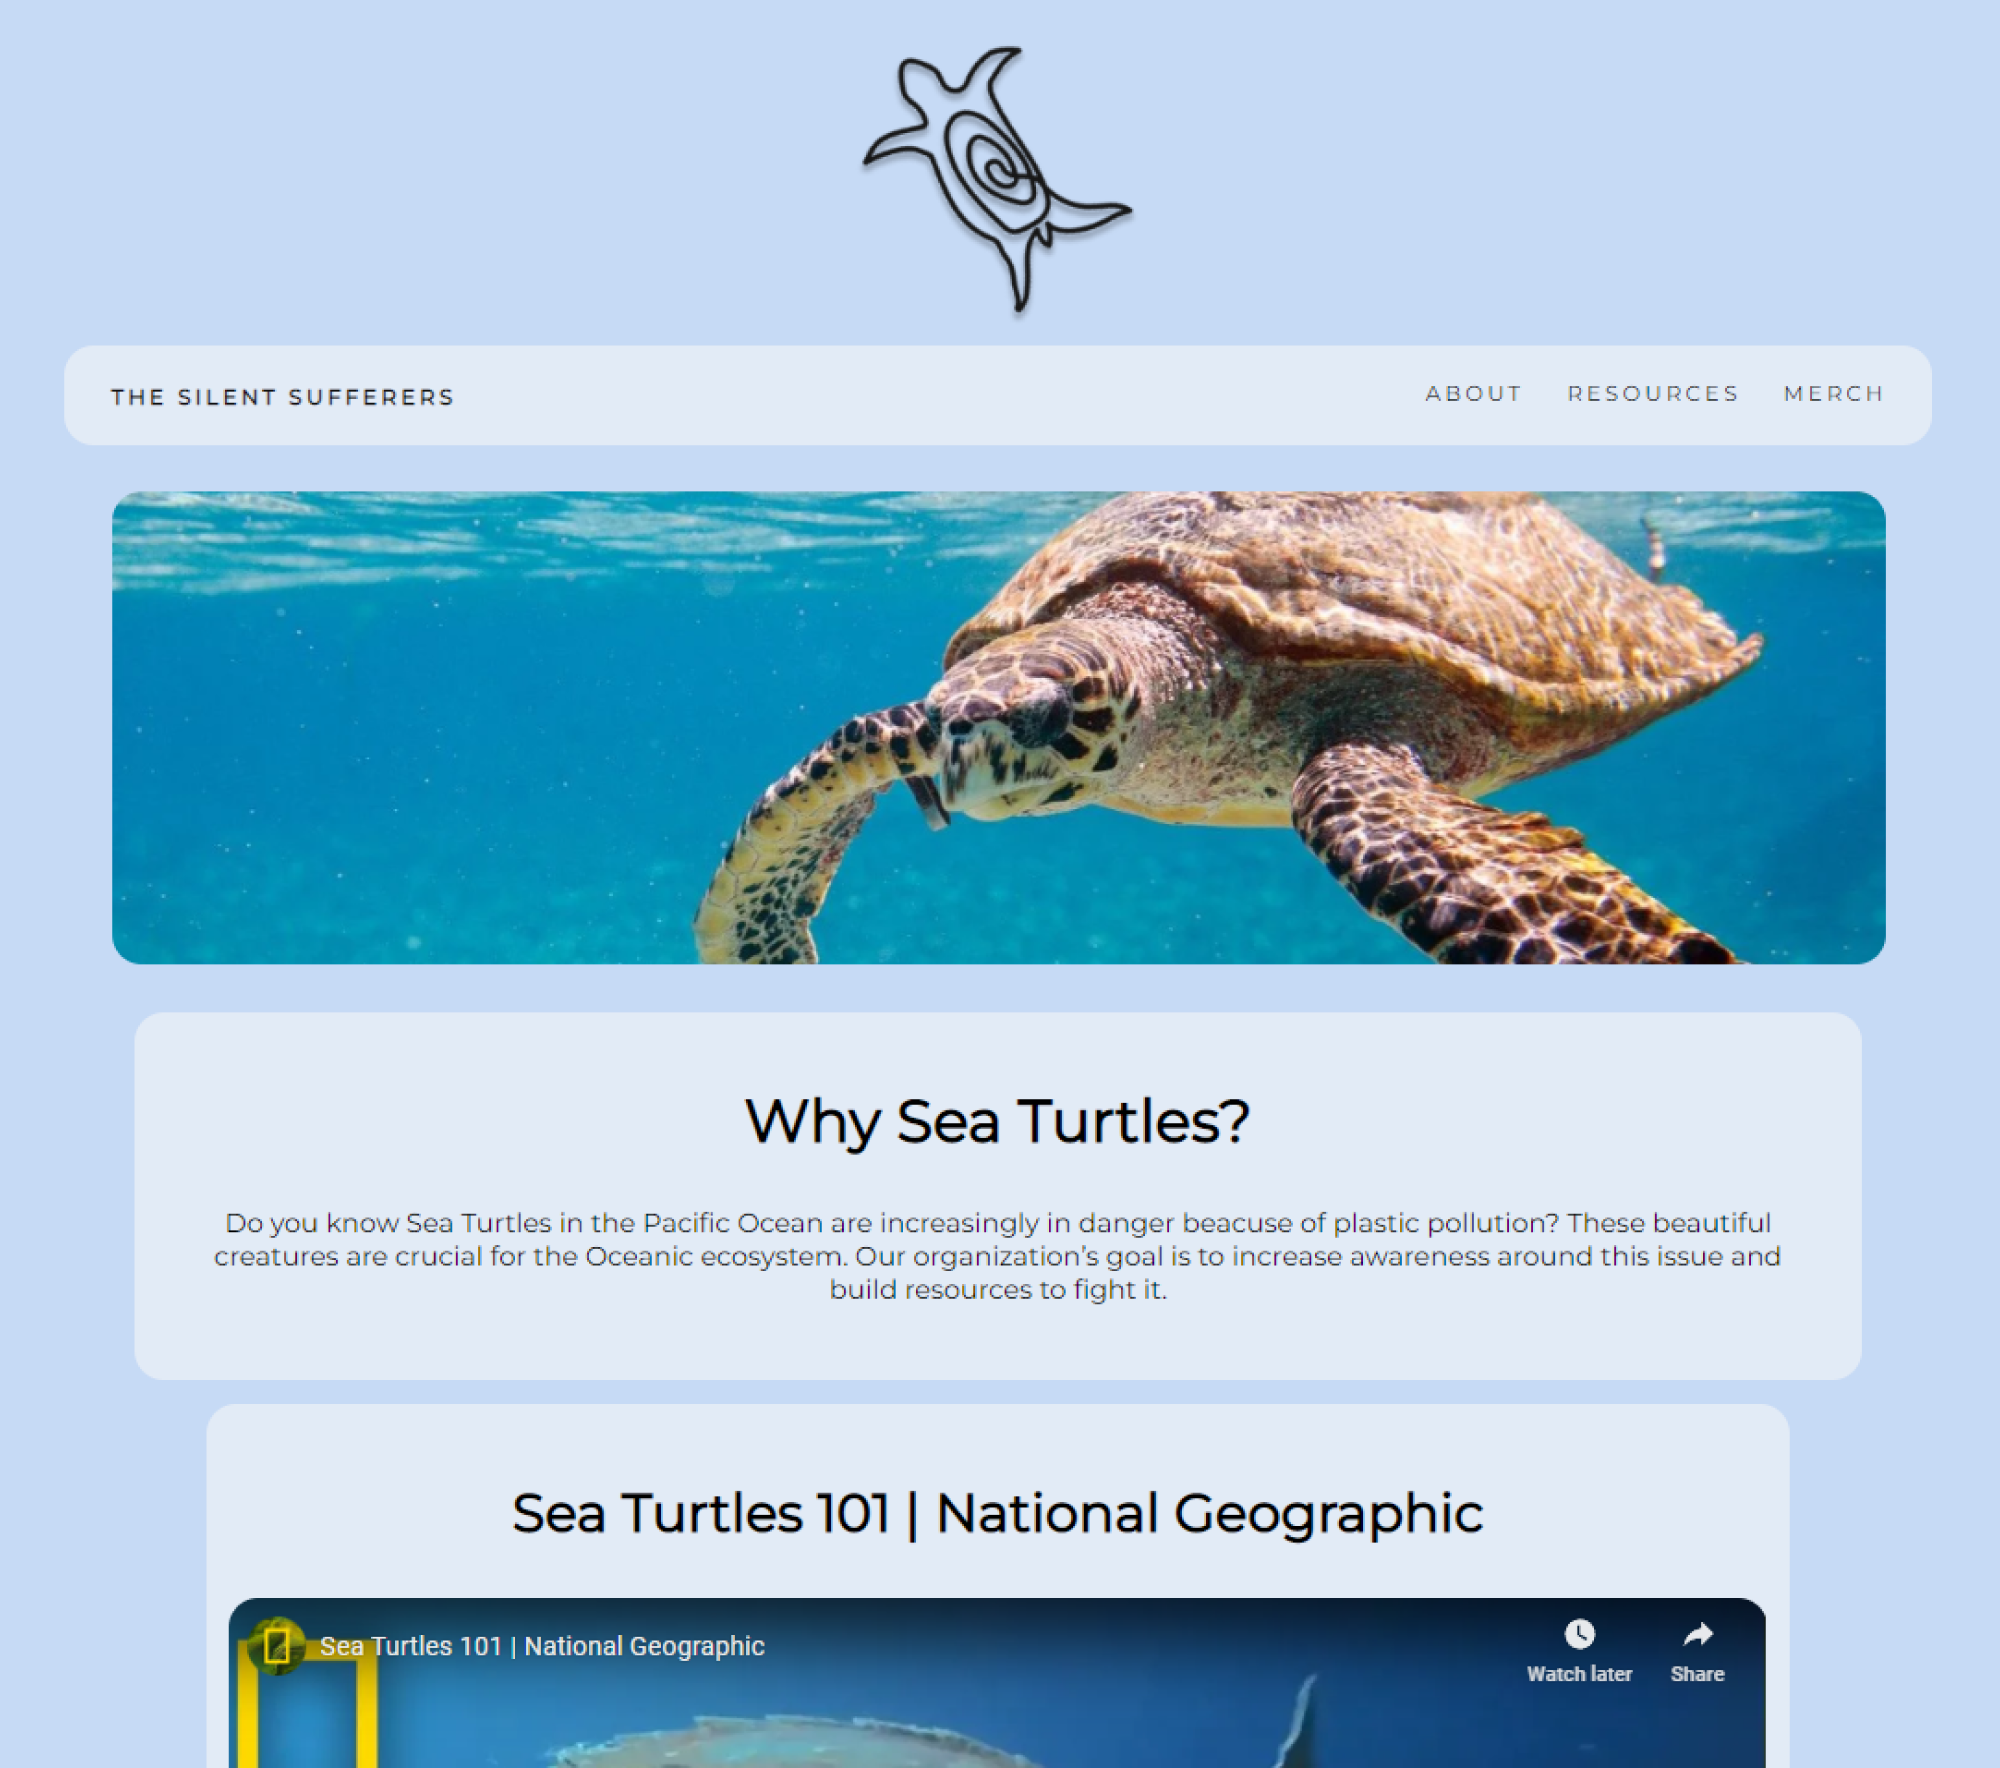 THE SILENT SUFFERERS
ABOUT RESOURCES MERCH
Why Sea Turtles?
Do you know Sea Turtles in the Pacific Ocean are increasingly in danger beacuse of plastic pollution? These beautiful
creatures are crucial for the Oceanic ecosystem. Our organization's goal is to increase awareness around this issue and
build resources to fight it.
Sea Turtles 101 | National Geographic
Sea Turtles 101 | National Geographic
Watch later Share